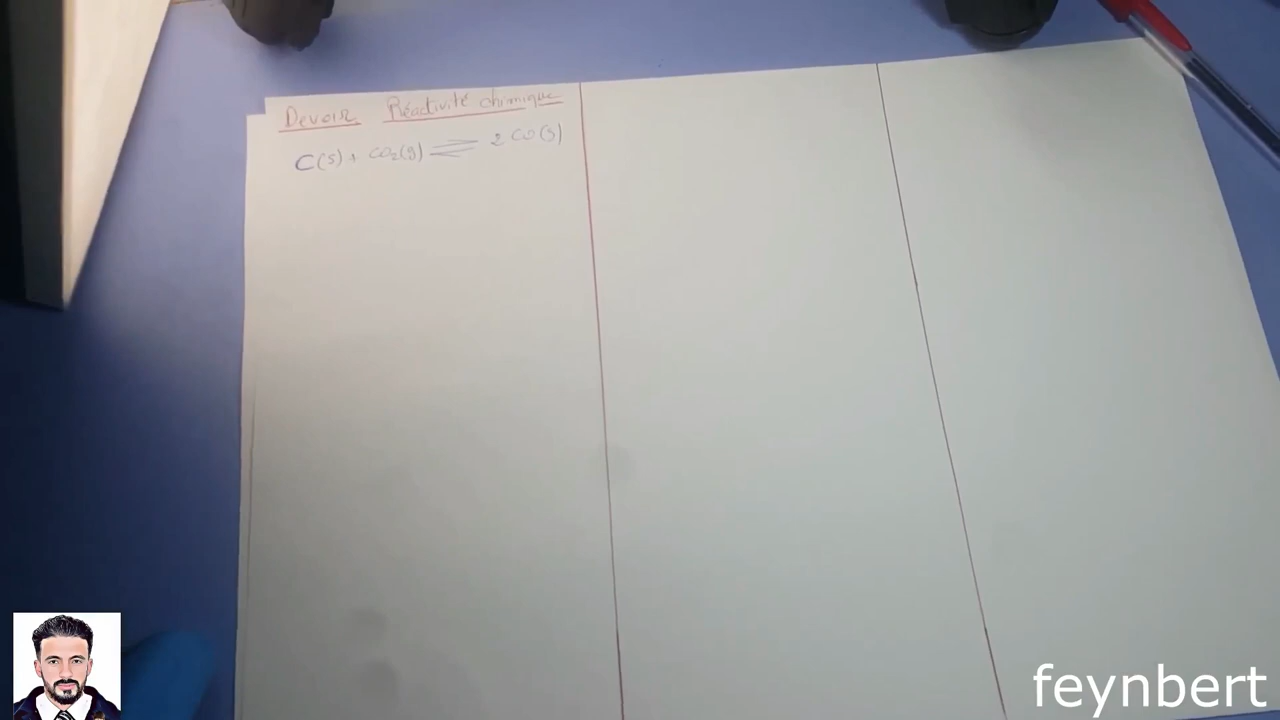 Devoir Réactivité chimique
C(s) + CO₂(g) ⇌ 2 CO(g)
feynbert